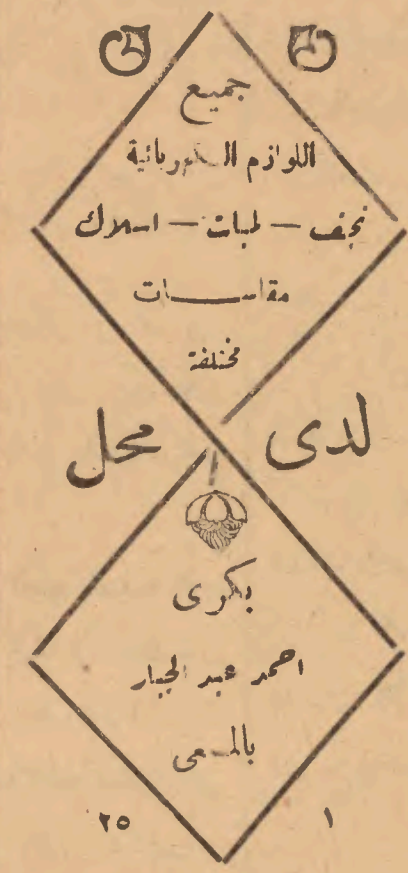 جميع
اللوازم الكهربائية
نجف — لمبات — اسلاك
مقاسات
مختلفة
لدى محل
بكرى
احمد عبد الجبار
بالمسعى
١ ٢٥